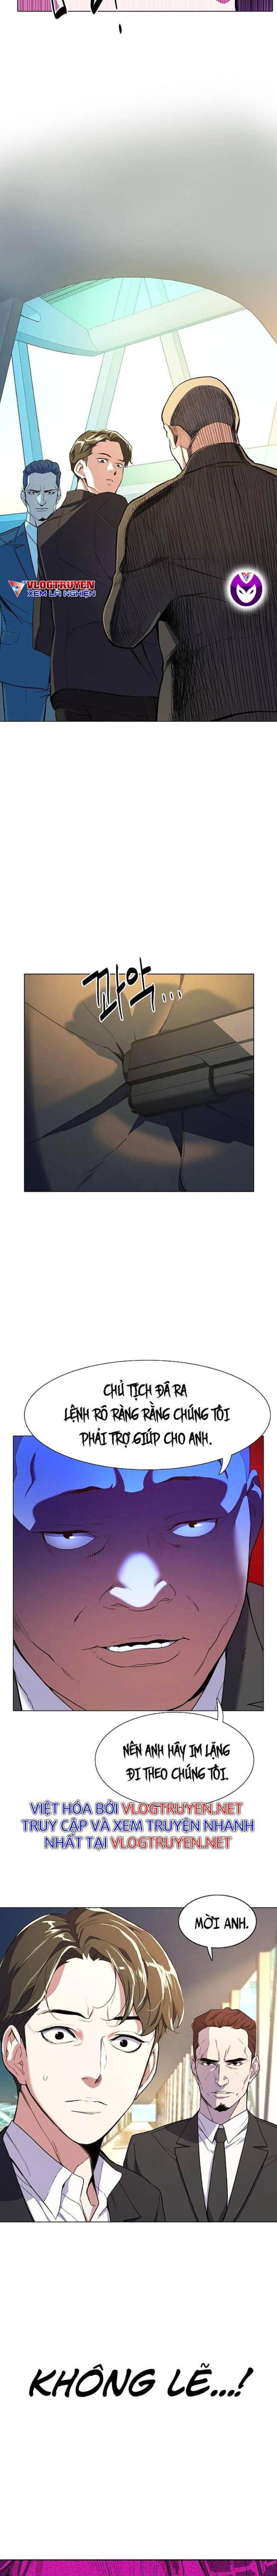 VLOGTRUYEN
XEM LÀ NGHIỆN
콰악...
CHỦ TỊCH ĐÃ RA
LỆNH RÕ RÀNG RẰNG CHÚNG TÔI
PHẢI TRỢ GIÚP CHO ANH.
NÊN ANH HÃY IM LẶNG
ĐI THEO CHÚNG TÔI.
VIỆT HÓA BỞI VLOGTRUYEN.NET
TRUY CẬP VÀ XEM TRUYỆN NHANH
NHẤT TẠI VLOGTRUYEN.NET
MỜI ANH.
KHÔNG LẼ...!